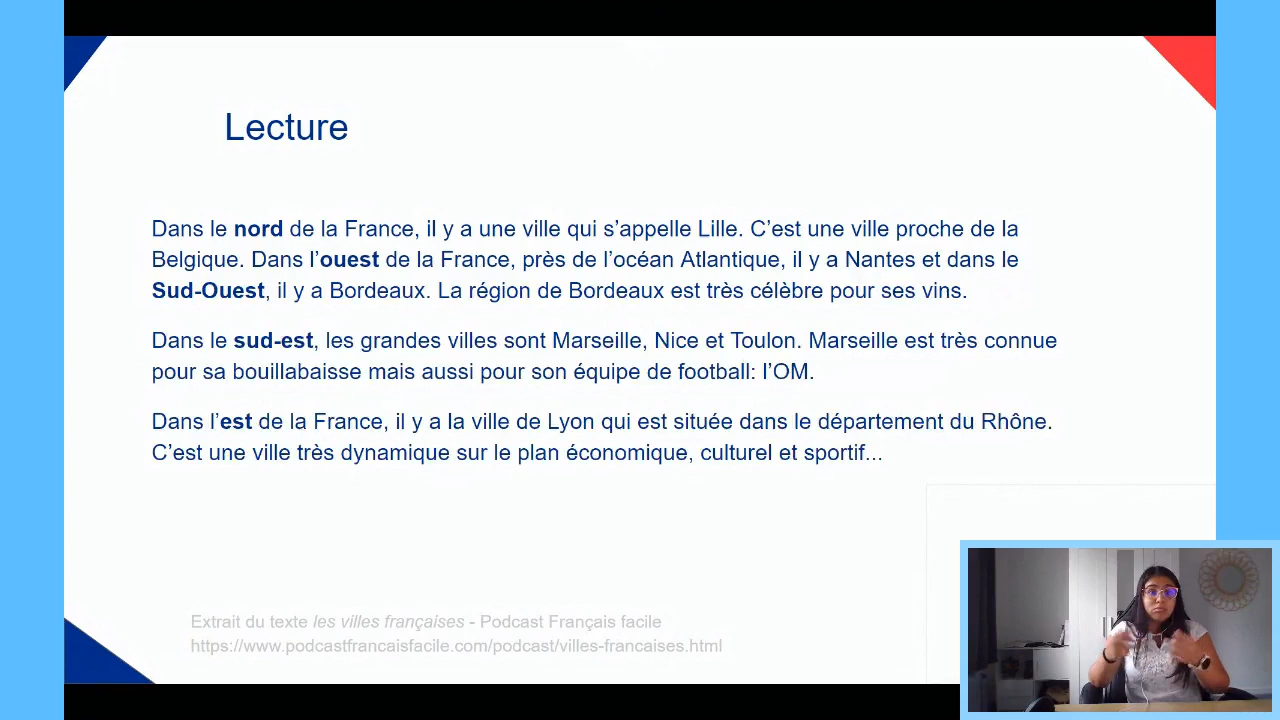 Lecture
Dans le nord de la France, il y a une ville qui s’appelle Lille. C’est une ville proche de la
Belgique. Dans l’ouest de la France, près de l’océan Atlantique, il y a Nantes et dans le
Sud-Ouest, il y a Bordeaux. La région de Bordeaux est très célèbre pour ses vins.
Dans le sud-est, les grandes villes sont Marseille, Nice et Toulon. Marseille est très connue
pour sa bouillabaisse mais aussi pour son équipe de football: l’OM.
Dans l’est de la France, il y a la ville de Lyon qui est située dans le département du Rhône.
C’est une ville très dynamique sur le plan économique, culturel et sportif...
Extrait du texte les villes françaises - Podcast Français facile
https://www.podcastfrancaisfacile.com/podcast/villes-francaises.html